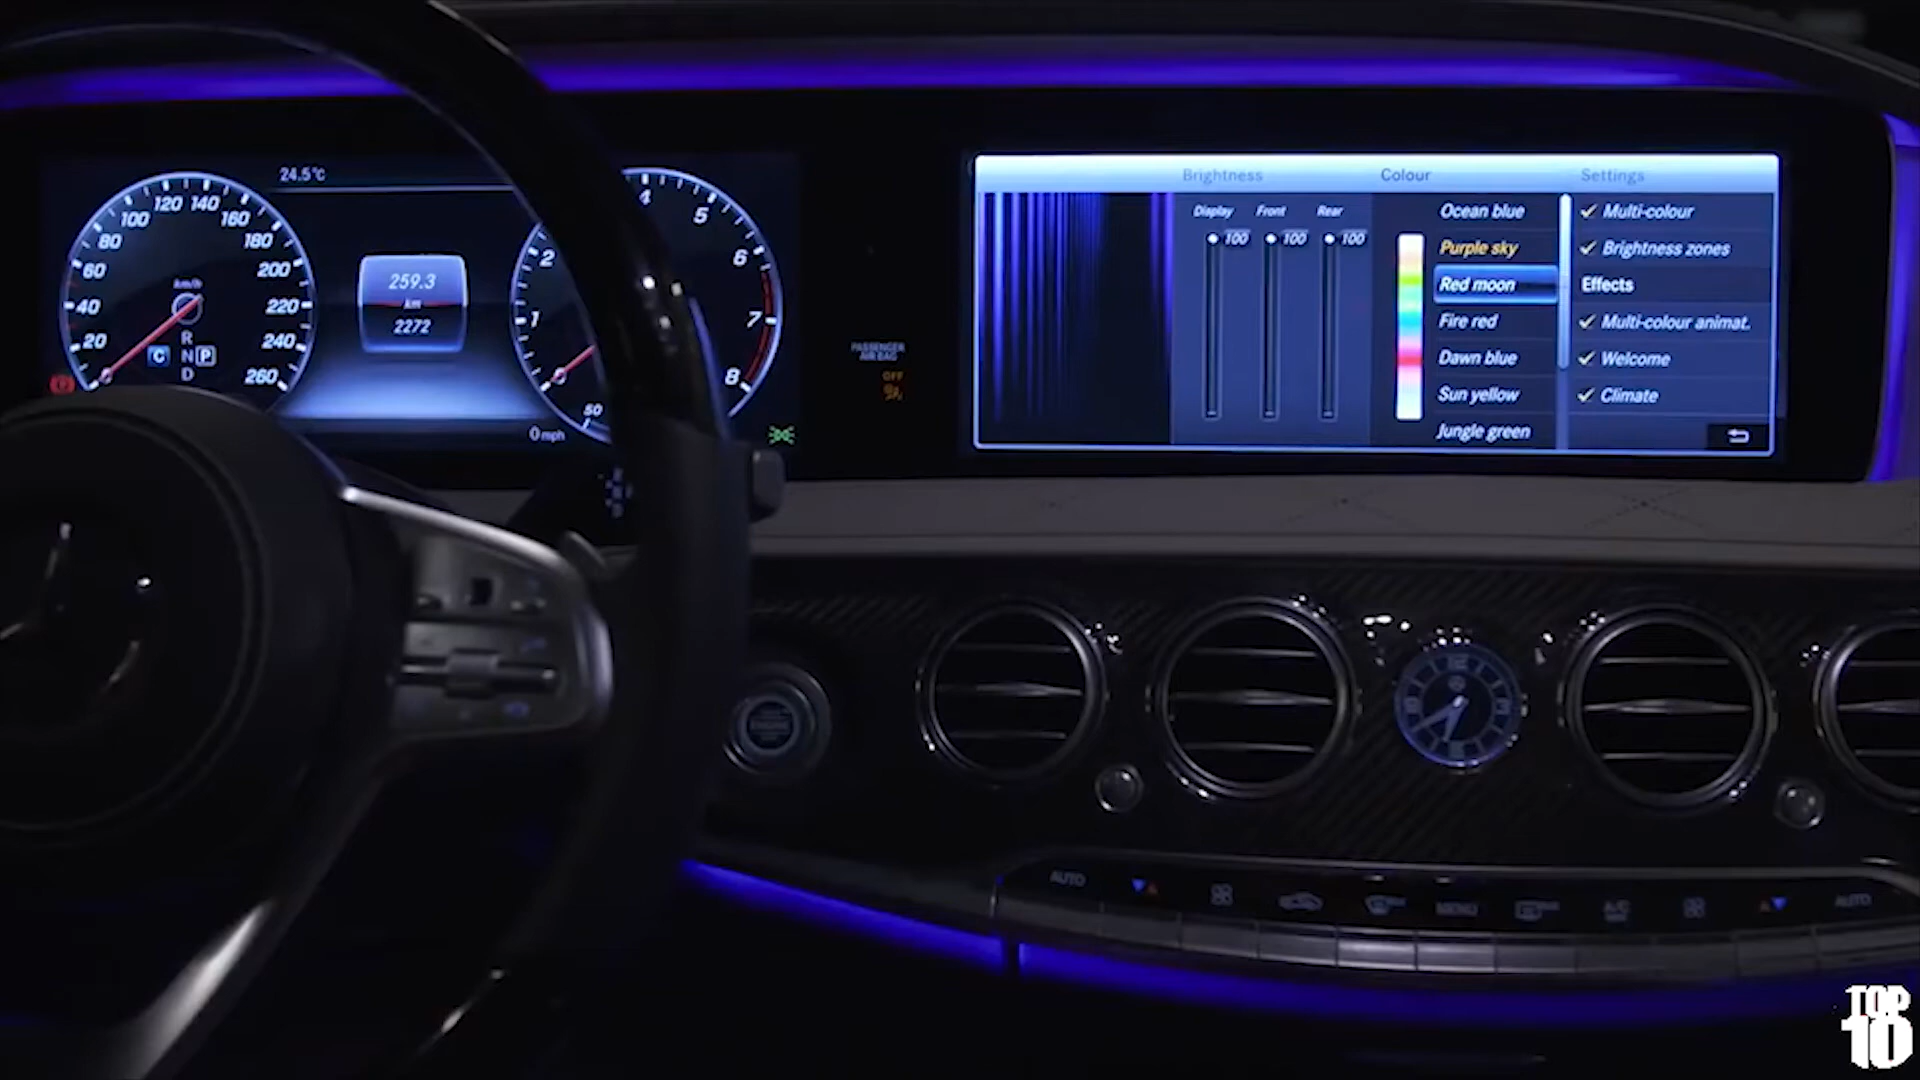 24.5°C
20
40
60
80
100
120
140
160
180
200
220
240
260
km/h
C
R
N P
D
259.3
km
2272
1
2
4
5
6
7
8
50
0 mph
PASSENGER
AIR BAG
OFF
Brightness Colour Settings
Display Front Rear
100 100 100
Ocean blue
Purple sky
Red moon
Fire red
Dawn blue
Sun yellow
Jungle green
Multi-colour
Brightness zones
Effects
Multi-colour animat.
Welcome
Climate
AUTO MENU A/C AUTO
TOP
10